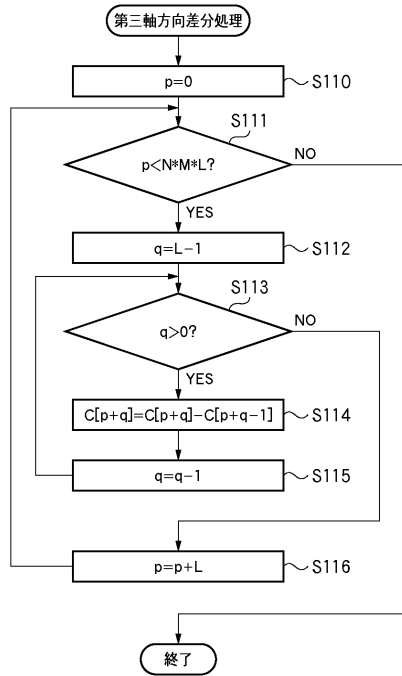 第三軸方向差分処理
p=0
S110
S111
p<N*M*L?
NO
YES
q=L-1
S112
S113
q>0?
NO
YES
C[p+q]=C[p+q]-C[p+q-1]
S114
q=q-1
S115
p=p+L
S116
終了